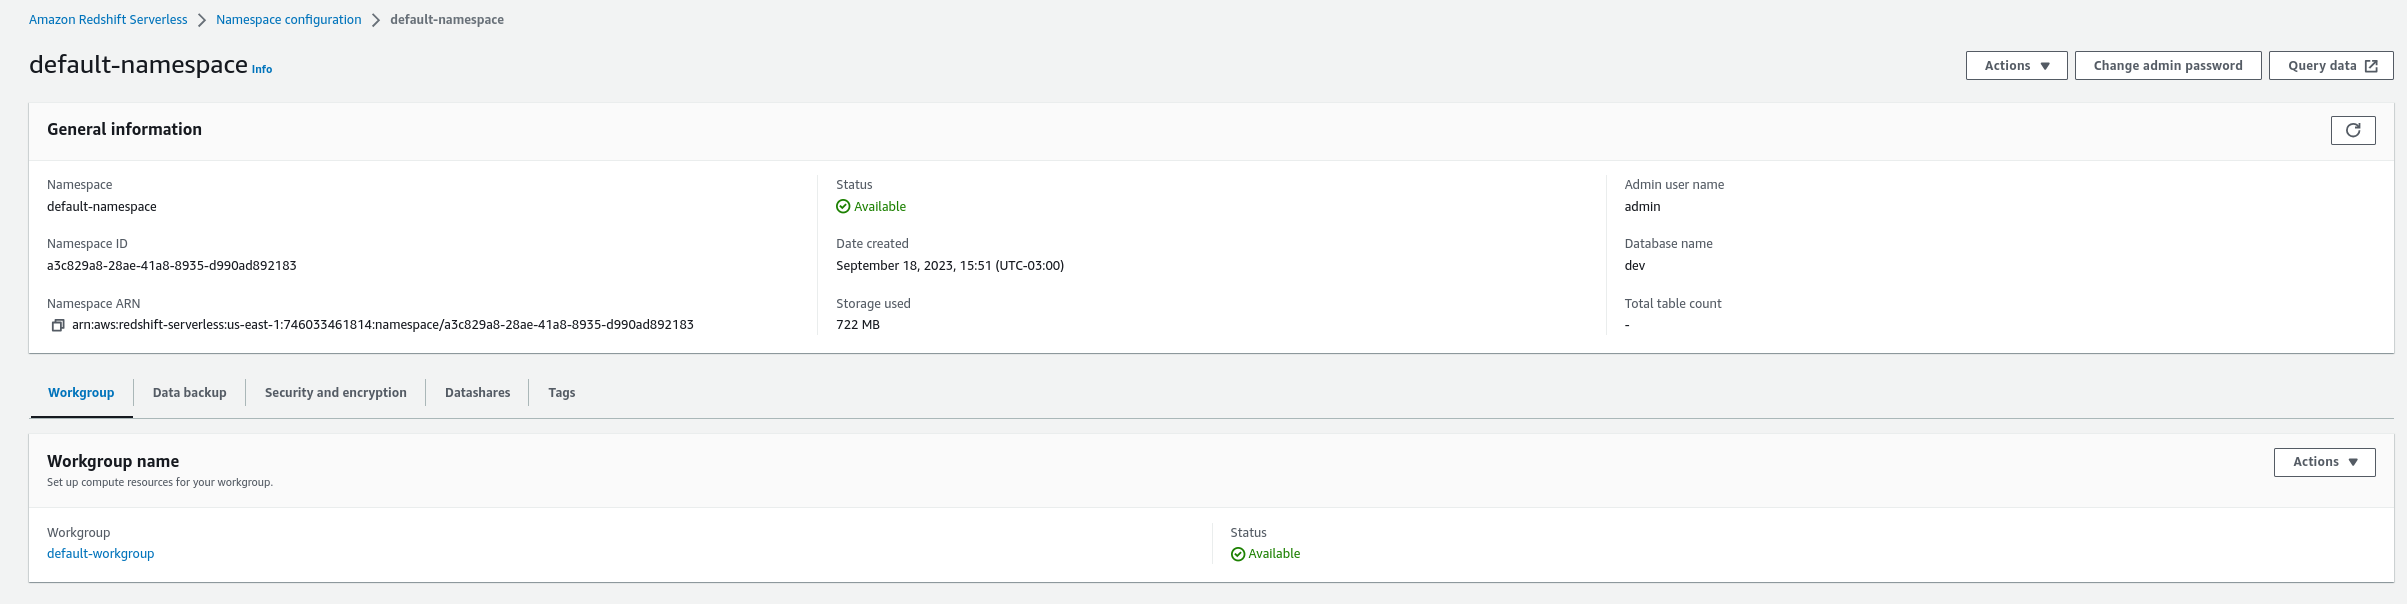 Amazon Redshift Serverless > Namespace configuration > default-namespace
default-namespace Info
Actions Change admin password Query data
General information
Namespace
default-namespace
Namespace ID
a3c829a8-28ae-41a8-8935-d990ad892183
Namespace ARN
arn:aws:redshift-serverless:us-east-1:746033461814:namespace/a3c829a8-28ae-41a8-8935-d990ad892183
Status
Available
Date created
September 18, 2023, 15:51 (UTC-03:00)
Storage used
722 MB
Admin user name
admin
Database name
dev
Total table count
-
Workgroup Data backup Security and encryption Datashares Tags
Workgroup name
Set up compute resources for your workgroup.
Actions
Workgroup
default-workgroup
Status
Available